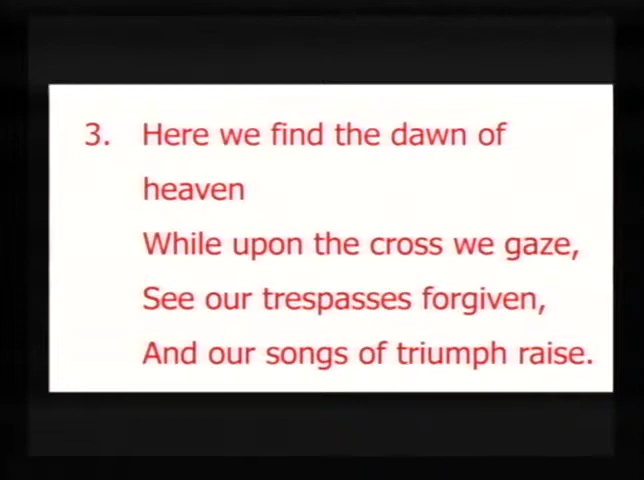 3. Here we find the dawn of
heaven
While upon the cross we gaze,
See our trespasses forgiven,
And our songs of triumph raise.